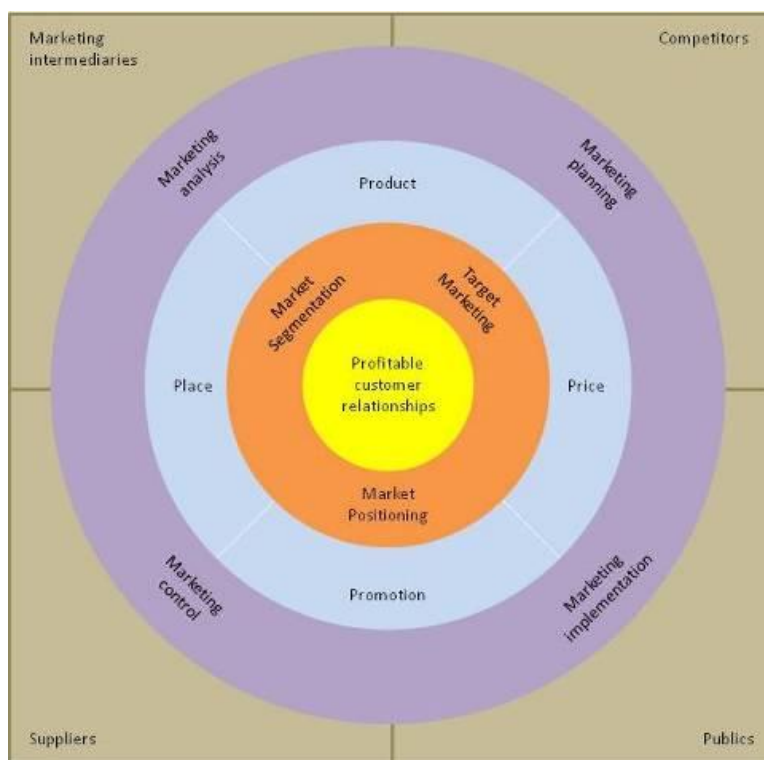 Marketing
intermediaries
Competitors
Marketing
analysis
Marketing
planning
Product
Market
Segmentation
Target
Marketing
Profitable
customer
relationships
Place
Price
Market
Positioning
Marketing
control
Promotion
Marketing
implementation
Suppliers
Publics